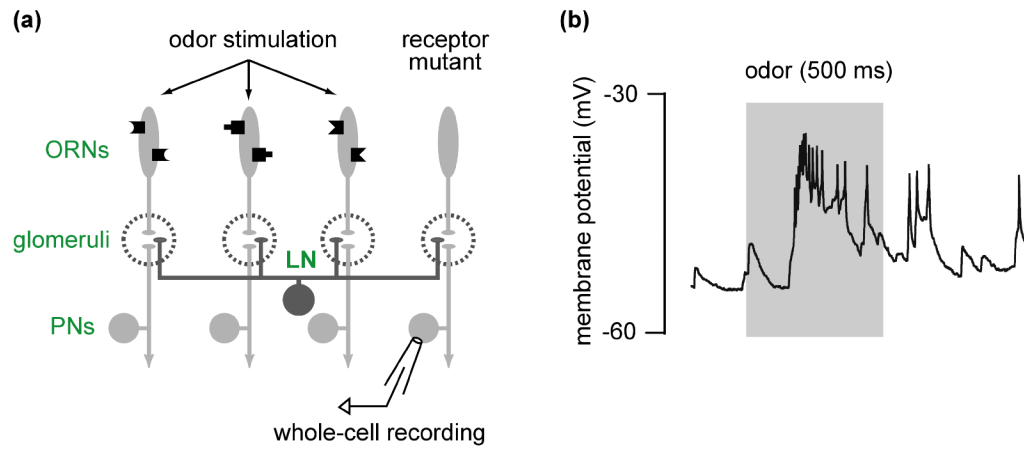 (a)
odor stimulation
receptor
mutant
ORNs
glomeruli
LN
PNs
whole-cell recording
(b)
odor (500 ms)
-30
membrane potential (mV)
-60